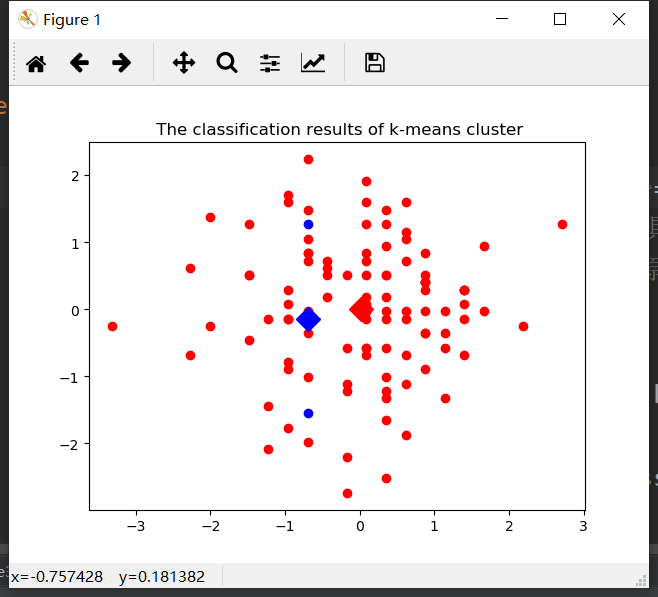 Figure 1
The classification results of k-means cluster
2
1
0
−1
−2
−3 −2 −1 0 1 2 3
x=-0.757428 y=0.181382